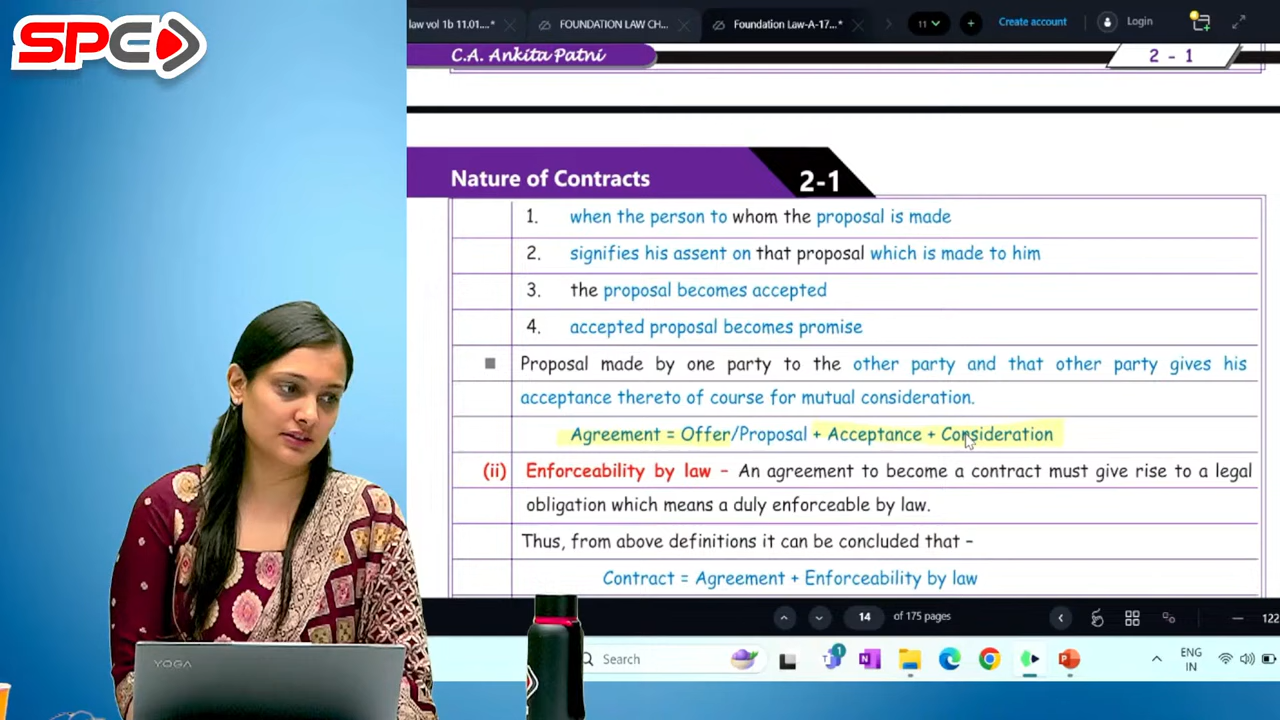 SPC
law vol 1b 11.01....* FOUNDATION LAW CH... Foundation Law-A-17...* 11 Create account Login
C.A. Ankita Patni 2 - 1
Nature of Contracts 2-1
1. when the person to whom the proposal is made
2. signifies his assent on that proposal which is made to him
3. the proposal becomes accepted
4. accepted proposal becomes promise
■ Proposal made by one party to the other party and that other party gives his
acceptance thereto of course for mutual consideration.
Agreement = Offer/Proposal + Acceptance + Consideration
(ii) Enforceability by law – An agreement to become a contract must give rise to a legal
obligation which means a duly enforceable by law.
Thus, from above definitions it can be concluded that –
Contract = Agreement + Enforceability by law
14 of 175 pages 122
YOGA
Search 1 ENG
IN